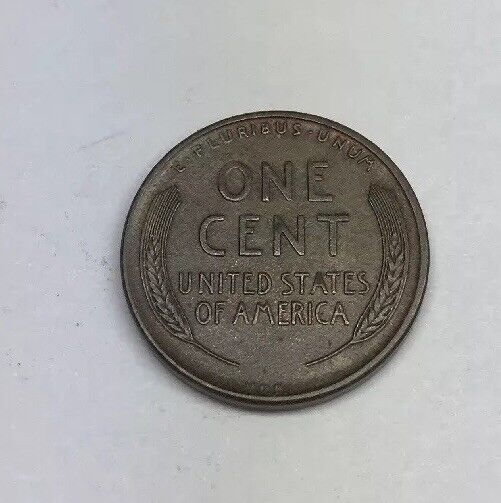 E·PLURIBUS·UNUM
ONE
CENT
UNITED STATES
OF AMERICA